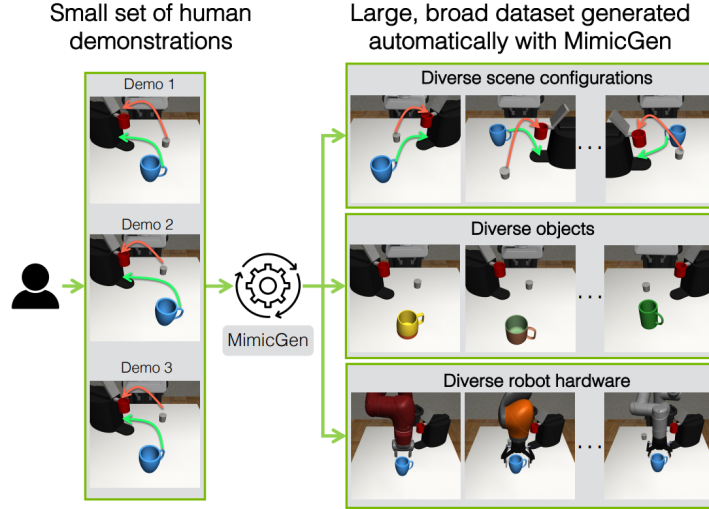 Small set of human
demonstrations
Large, broad dataset generated
automatically with MimicGen
Demo 1
Demo 2
Demo 3
MimicGen
Diverse scene configurations
...
Diverse objects
...
Diverse robot hardware
...